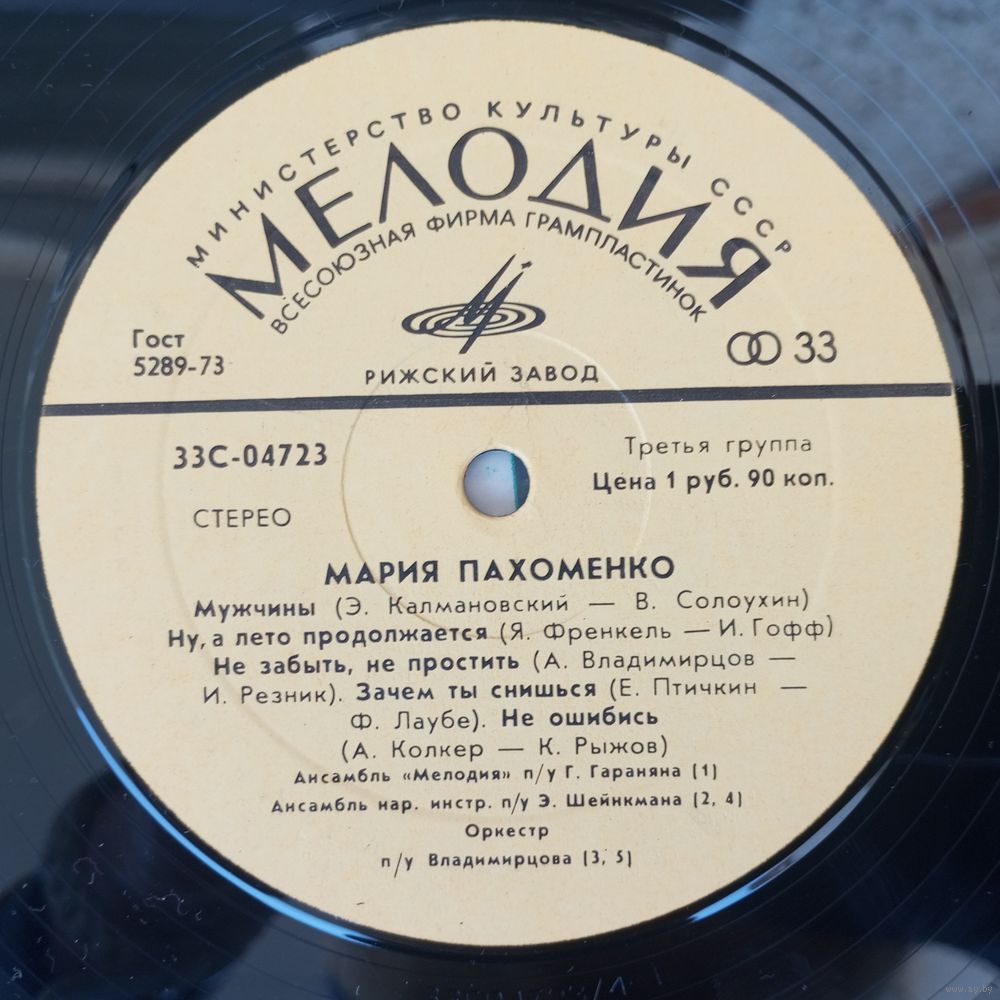 МИНИСТЕРСТВО КУЛЬТУРЫ СССР
МЕЛОДИЯ
ВСЕСОЮЗНАЯ ФИРМА ГРАМПЛАСТИНОК
Гост
5289-73
33
РИЖСКИЙ ЗАВОД
33С-04723
Третья группа
Цена 1 руб. 90 коп.
СТЕРЕО
МАРИЯ ПАХОМЕНКО
Мужчины (Э. Калмановский — В. Солоухин)
Ну, а лето продолжается (Я. Френкель — И. Гофф)
Не забыть, не простить (А. Владимирцов —
И. Резник). Зачем ты снишься (Е. Птичкин —
Ф. Лаубе). Не ошибись
(А. Колкер — К. Рыжов)
Ансамбль «Мелодия» п/у Г. Гараняна (1)
Ансамбль нар. инстр. п/у Э. Шейнкмана (2, 4)
Оркестр
п/у Владимирцова (3, 5)
www.ay.by